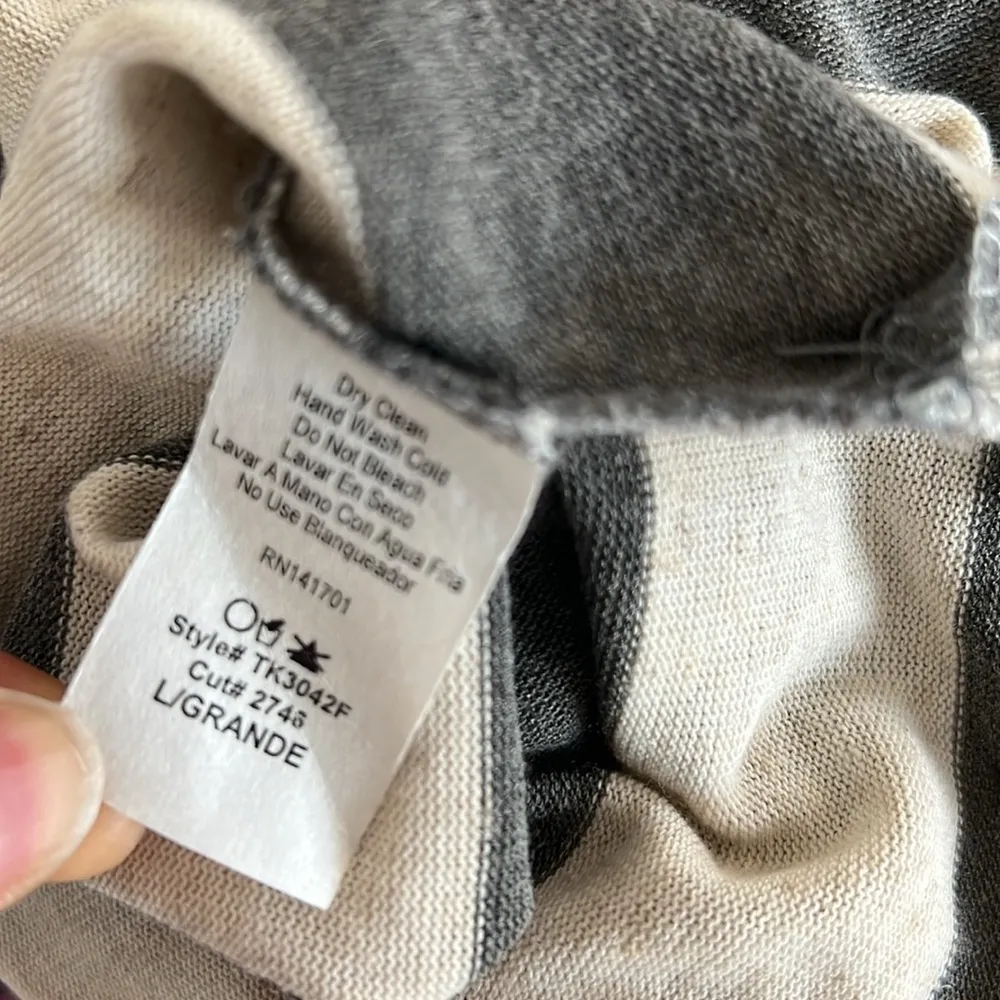 Dry Clean
Hand Wash Cold
Do Not Bleach
Lavar En Seco
Lavar A Mano Con Agua Fria
No Use Blanqueador
RN141701
Style# TK3042F
Cut# 2746
L/GRANDE